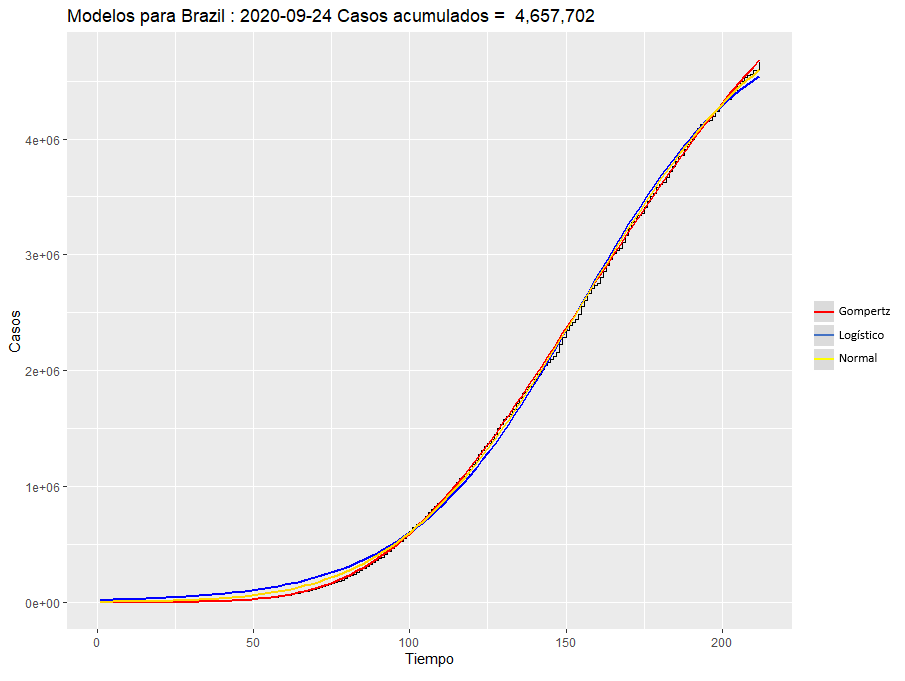 Modelos para Brazil : 2020-09-24 Casos acumulados =  4,657,702
4e+06
3e+06
2e+06
1e+06
0e+00
Casos
0
50
100
150
200
Tiempo
Gompertz
Logístico
Normal